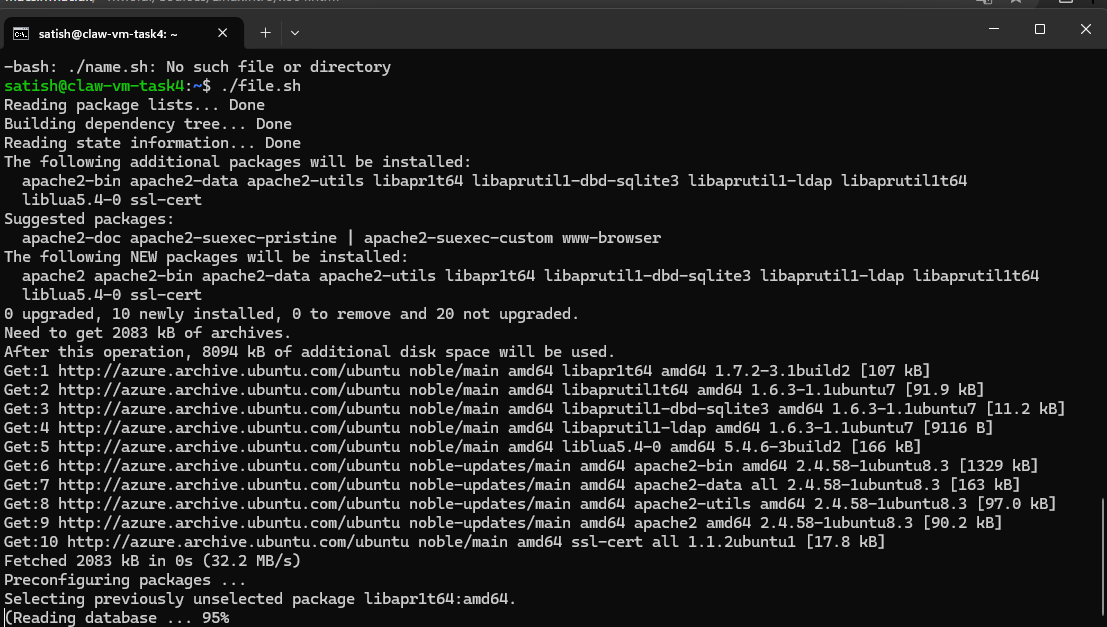 satish@claw-vm-task4: ~
-bash: ./name.sh: No such file or directory
satish@claw-vm-task4:~$ ./file.sh
Reading package lists... Done
Building dependency tree... Done
Reading state information... Done
The following additional packages will be installed:
  apache2-bin apache2-data apache2-utils libapr1t64 libaprutil1-dbd-sqlite3 libaprutil1-ldap libaprutil1t64
  liblua5.4-0 ssl-cert
Suggested packages:
  apache2-doc apache2-suexec-pristine | apache2-suexec-custom www-browser
The following NEW packages will be installed:
  apache2 apache2-bin apache2-data apache2-utils libapr1t64 libaprutil1-dbd-sqlite3 libaprutil1-ldap libaprutil1t64
  liblua5.4-0 ssl-cert
0 upgraded, 10 newly installed, 0 to remove and 20 not upgraded.
Need to get 2083 kB of archives.
After this operation, 8094 kB of additional disk space will be used.
Get:1 http://azure.archive.ubuntu.com/ubuntu noble/main amd64 libapr1t64 amd64 1.7.2-3.1build2 [107 kB]
Get:2 http://azure.archive.ubuntu.com/ubuntu noble/main amd64 libaprutil1t64 amd64 1.6.3-1.1ubuntu7 [91.9 kB]
Get:3 http://azure.archive.ubuntu.com/ubuntu noble/main amd64 libaprutil1-dbd-sqlite3 amd64 1.6.3-1.1ubuntu7 [11.2 kB]
Get:4 http://azure.archive.ubuntu.com/ubuntu noble/main amd64 libaprutil1-ldap amd64 1.6.3-1.1ubuntu7 [9116 B]
Get:5 http://azure.archive.ubuntu.com/ubuntu noble/main amd64 liblua5.4-0 amd64 5.4.6-3build2 [166 kB]
Get:6 http://azure.archive.ubuntu.com/ubuntu noble-updates/main amd64 apache2-bin amd64 2.4.58-1ubuntu8.3 [1329 kB]
Get:7 http://azure.archive.ubuntu.com/ubuntu noble-updates/main amd64 apache2-data all 2.4.58-1ubuntu8.3 [163 kB]
Get:8 http://azure.archive.ubuntu.com/ubuntu noble-updates/main amd64 apache2-utils amd64 2.4.58-1ubuntu8.3 [97.0 kB]
Get:9 http://azure.archive.ubuntu.com/ubuntu noble-updates/main amd64 apache2 amd64 2.4.58-1ubuntu8.3 [90.2 kB]
Get:10 http://azure.archive.ubuntu.com/ubuntu noble/main amd64 ssl-cert all 1.1.2ubuntu1 [17.8 kB]
Fetched 2083 kB in 0s (32.2 MB/s)
Preconfiguring packages ...
Selecting previously unselected package libapr1t64:amd64.
(Reading database ... 95%